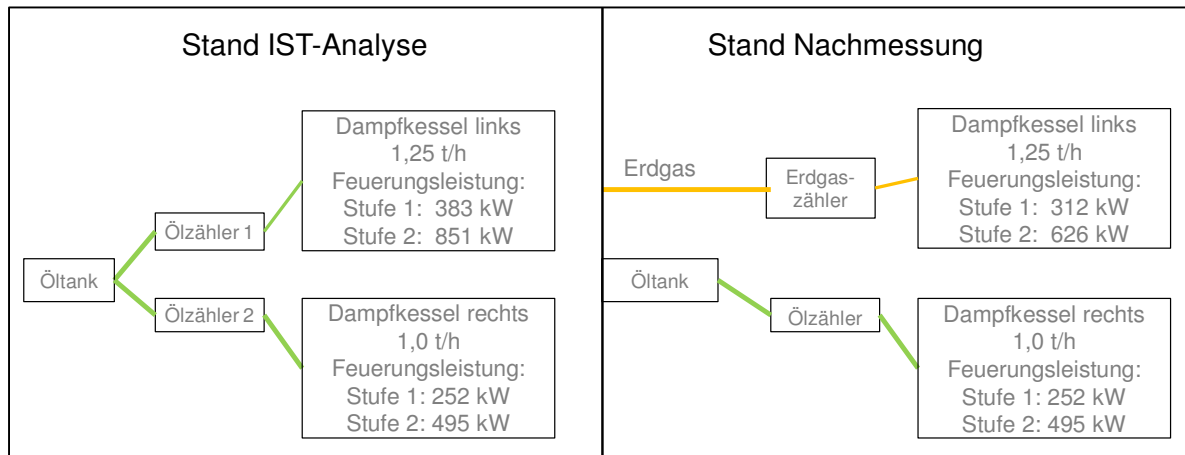 Stand IST-Analyse
Dampfkessel links
1,25 t/h
Feuerungsleistung:
Stufe 1: 383 kW
Stufe 2: 851 kW
Ölzähler 1
Öltank
Ölzähler 2
Dampfkessel rechts
1,0 t/h
Feuerungsleistung:
Stufe 1: 252 kW
Stufe 2: 495 kW
Stand Nachmessung
Dampfkessel links
1,25 t/h
Feuerungsleistung:
Stufe 1: 312 kW
Stufe 2: 626 kW
Erdgas
Erdgas-
zähler
Öltank
Ölzähler
Dampfkessel rechts
1,0 t/h
Feuerungsleistung:
Stufe 1: 252 kW
Stufe 2: 495 kW